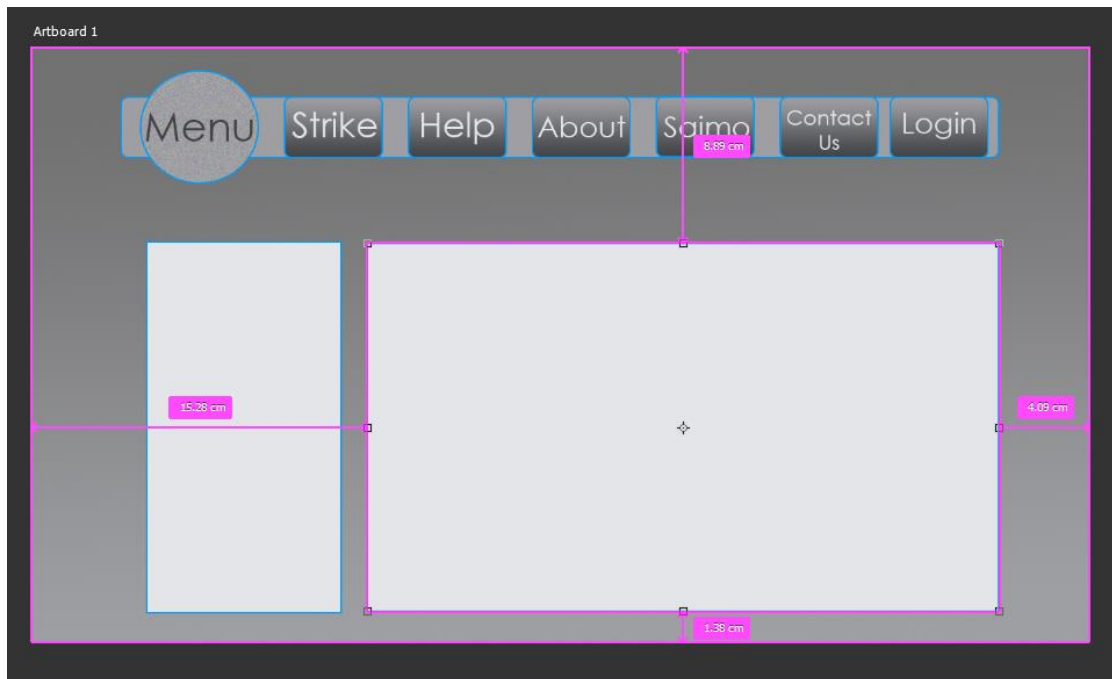 Artboard 1
Menu
Strike
Help
About
Saimo
Contact
Us
Login
8.89 cm
15.28 cm
4.09 cm
1.38 cm